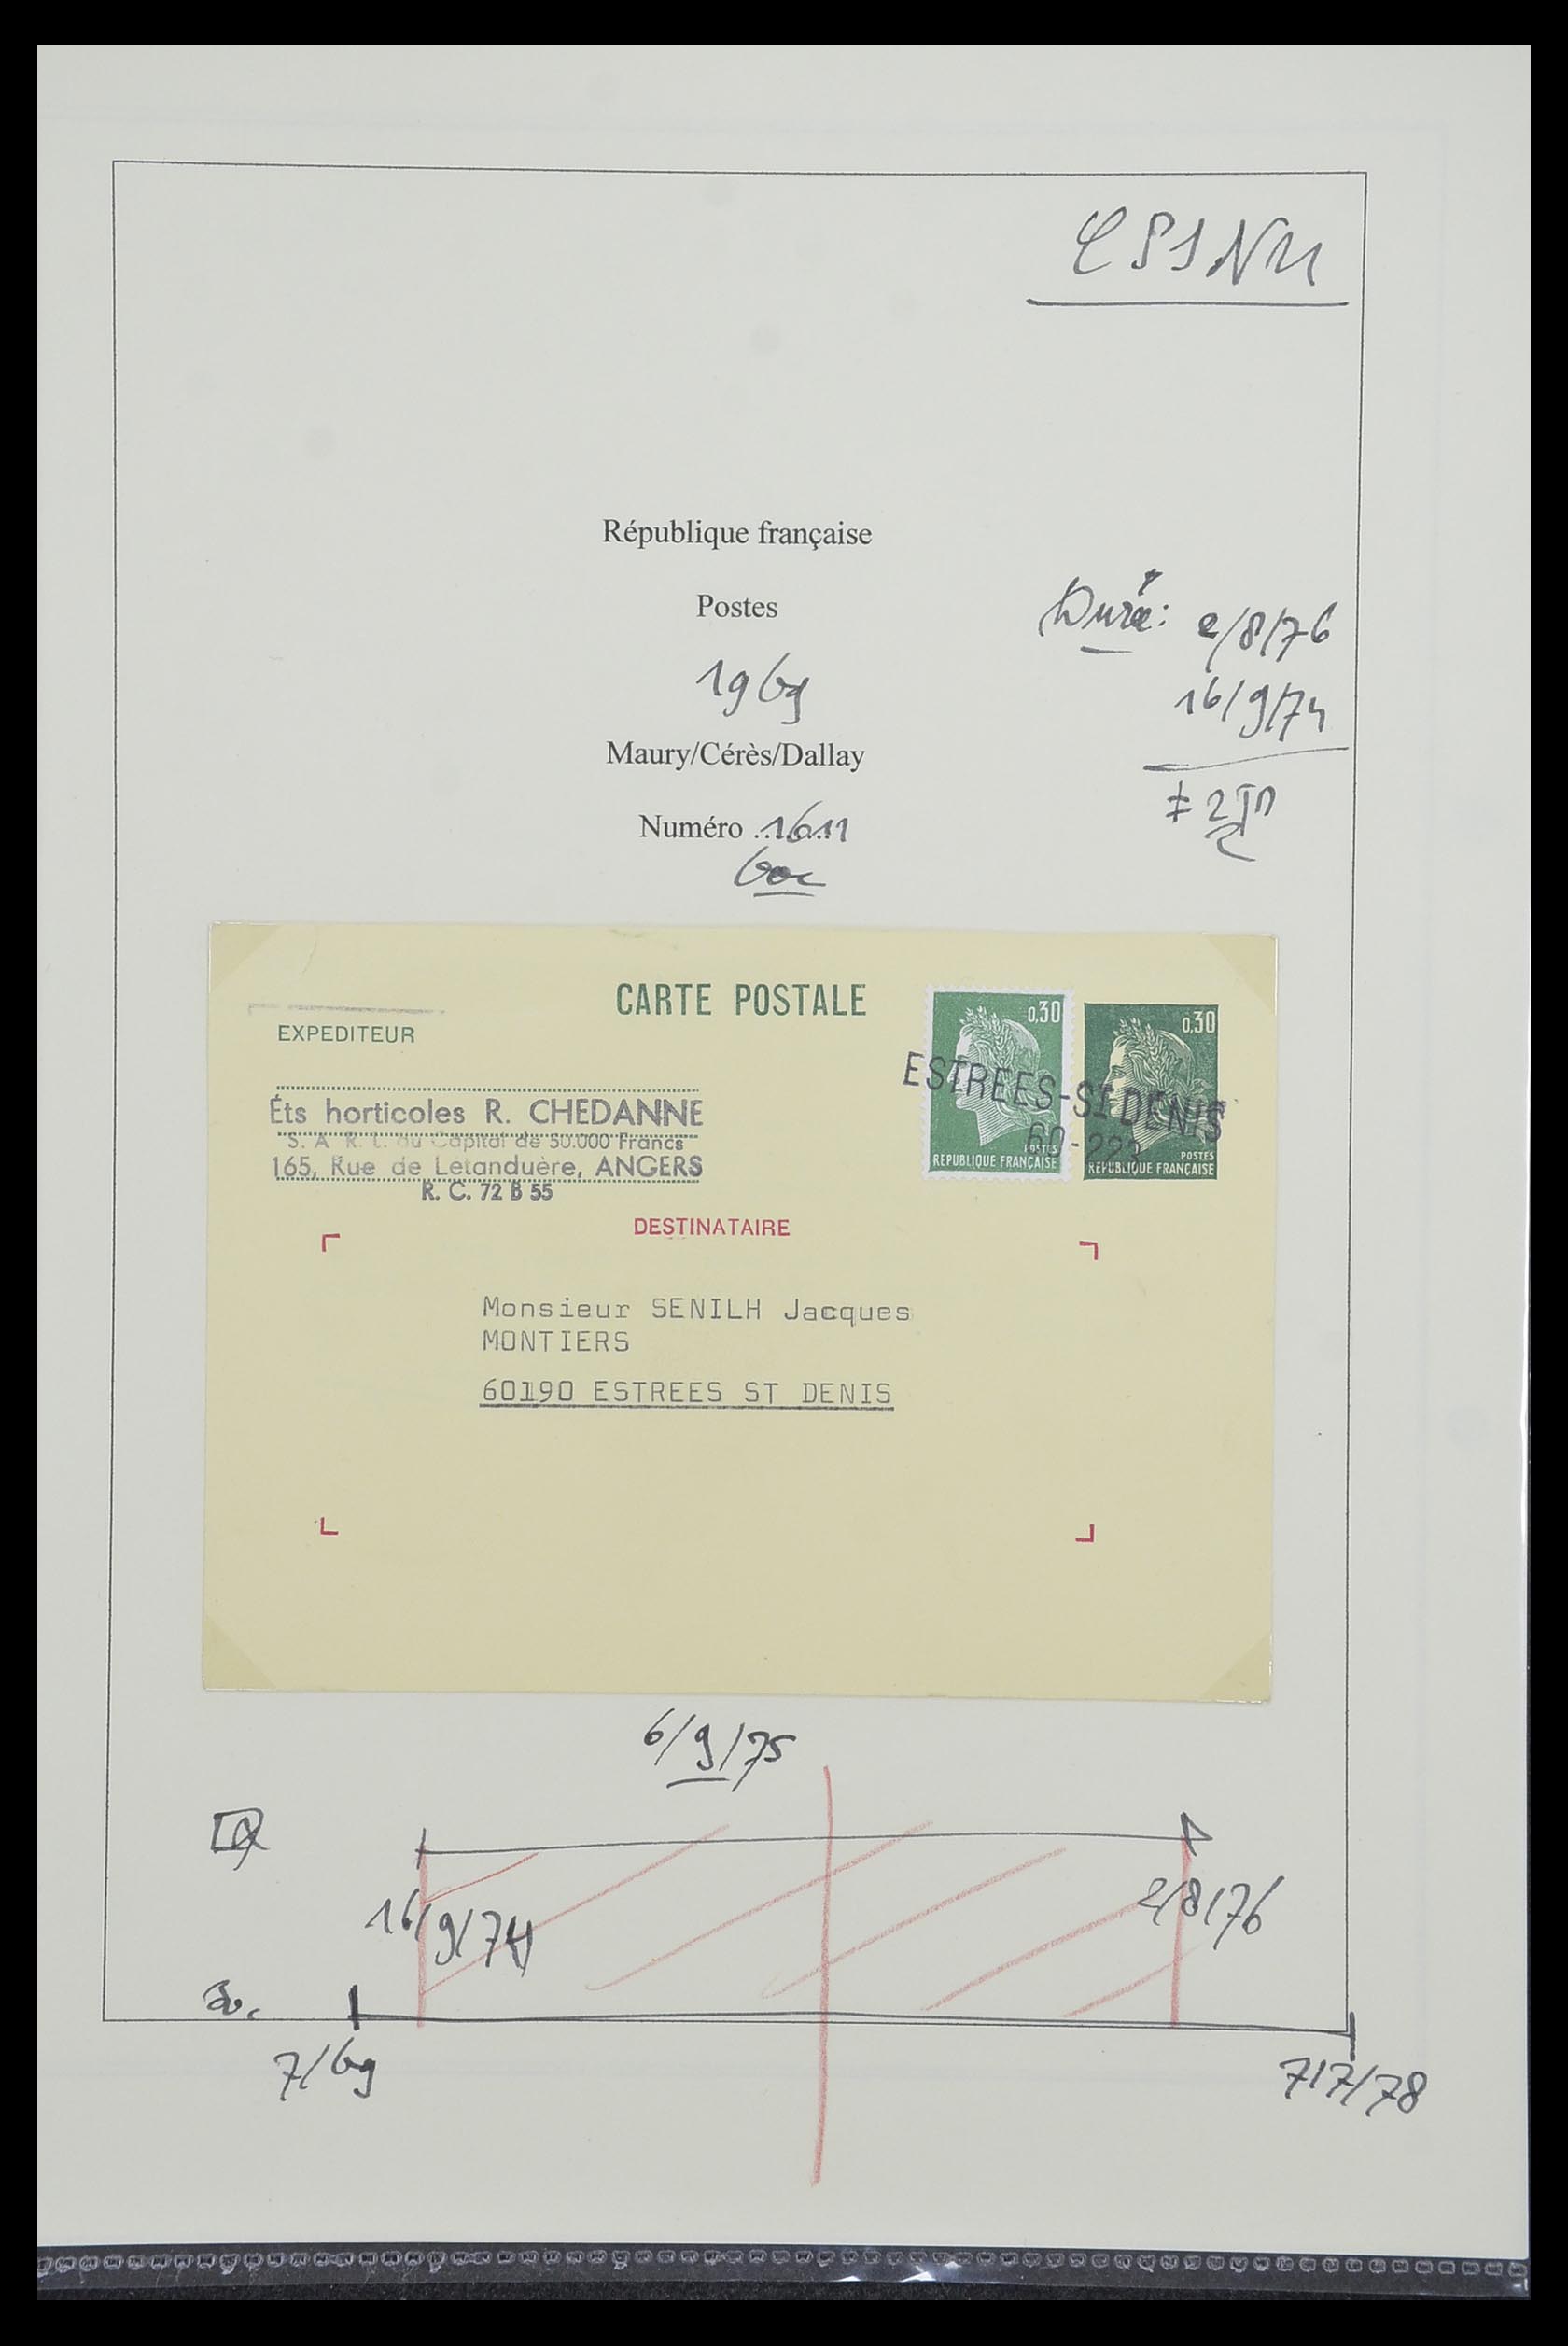 République française
Postes
1969
Maury/Cérès/Dallay
Numéro ..1611
Durée: 2/8/76
16/9/74
CARTE POSTALE
EXPEDITEUR
Éts horticoles R. CHEDANNE
S. A. R. L. au Capital de 50.000 Francs
165, Rue de Letanduère, ANGERS
R. C. 72 B 55
0,30
POSTES
REPUBLIQUE FRANÇAISE
0,30
POSTES
REPUBLIQUE FRANÇAISE
ESTREES-ST DENIS
60-223
DESTINATAIRE
Monsieur SENILH Jacques
MONTIERS
60190 ESTREES ST DENIS
6/9/75
16/9/74
2/8/76
7/69
7/7/78